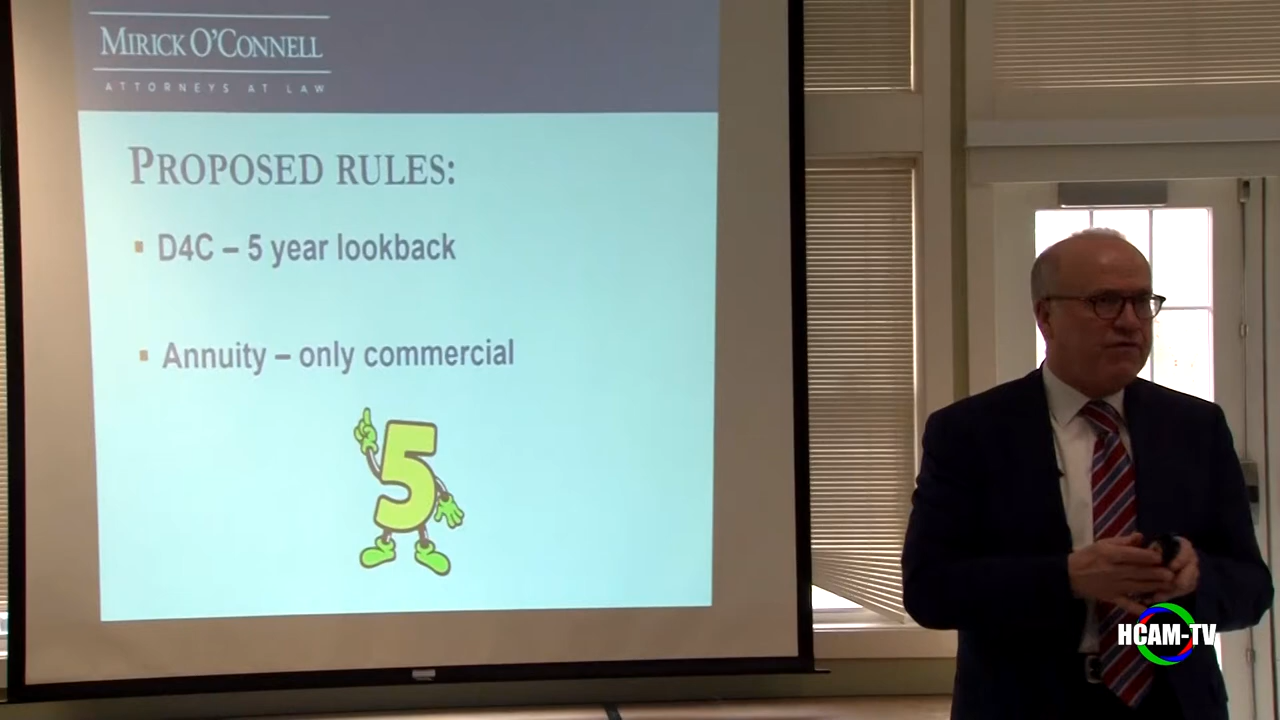 MIRICK O'CONNELL
ATTORNEYS AT LAW
PROPOSED RULES:
▪ D4C – 5 year lookback
▪ Annuity – only commercial
5
HCAM-TV